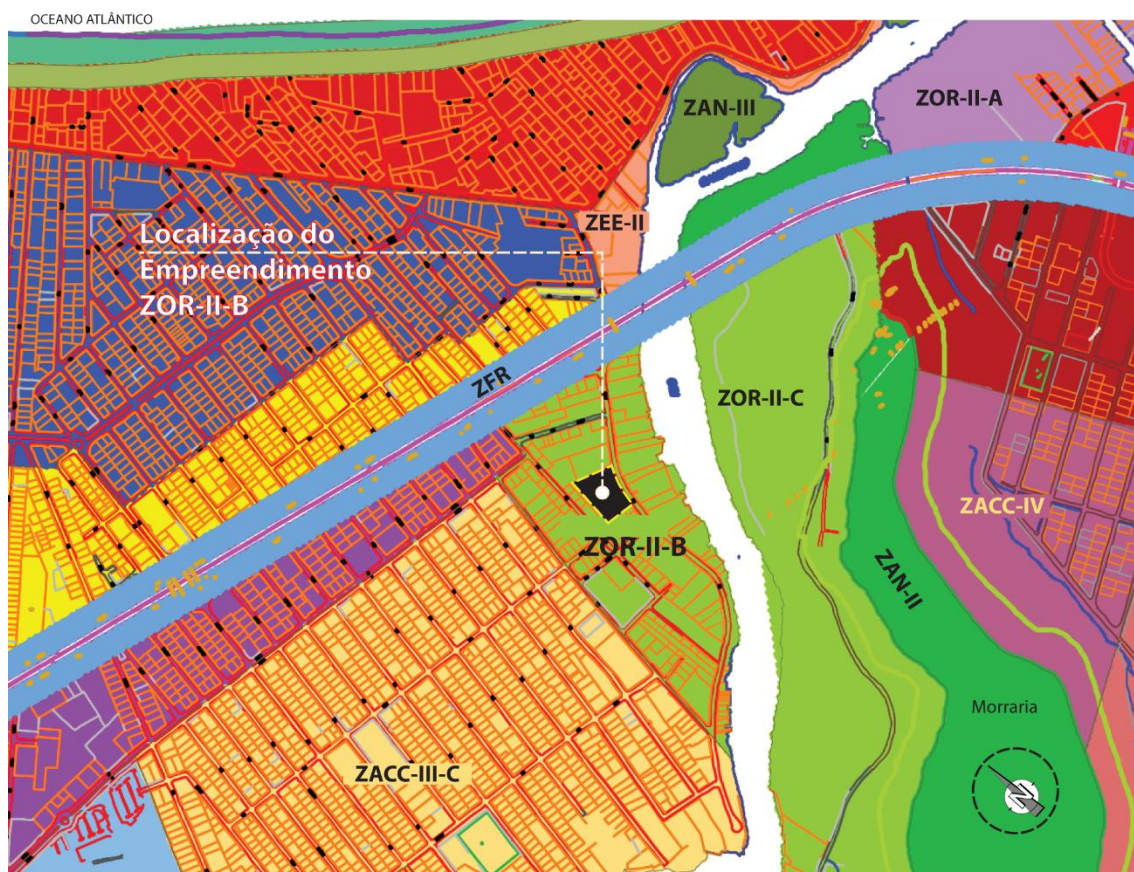 OCEANO ATLÂNTICO
ZAN-III
ZOR-II-A
ZEE-II
Localização do
Empreendimento
ZOR-II-B
ZFR
ZOR-II-C
ZOR-II-B
ZACC-IV
ZAN-II
Morraria
ZACC-III-C
N